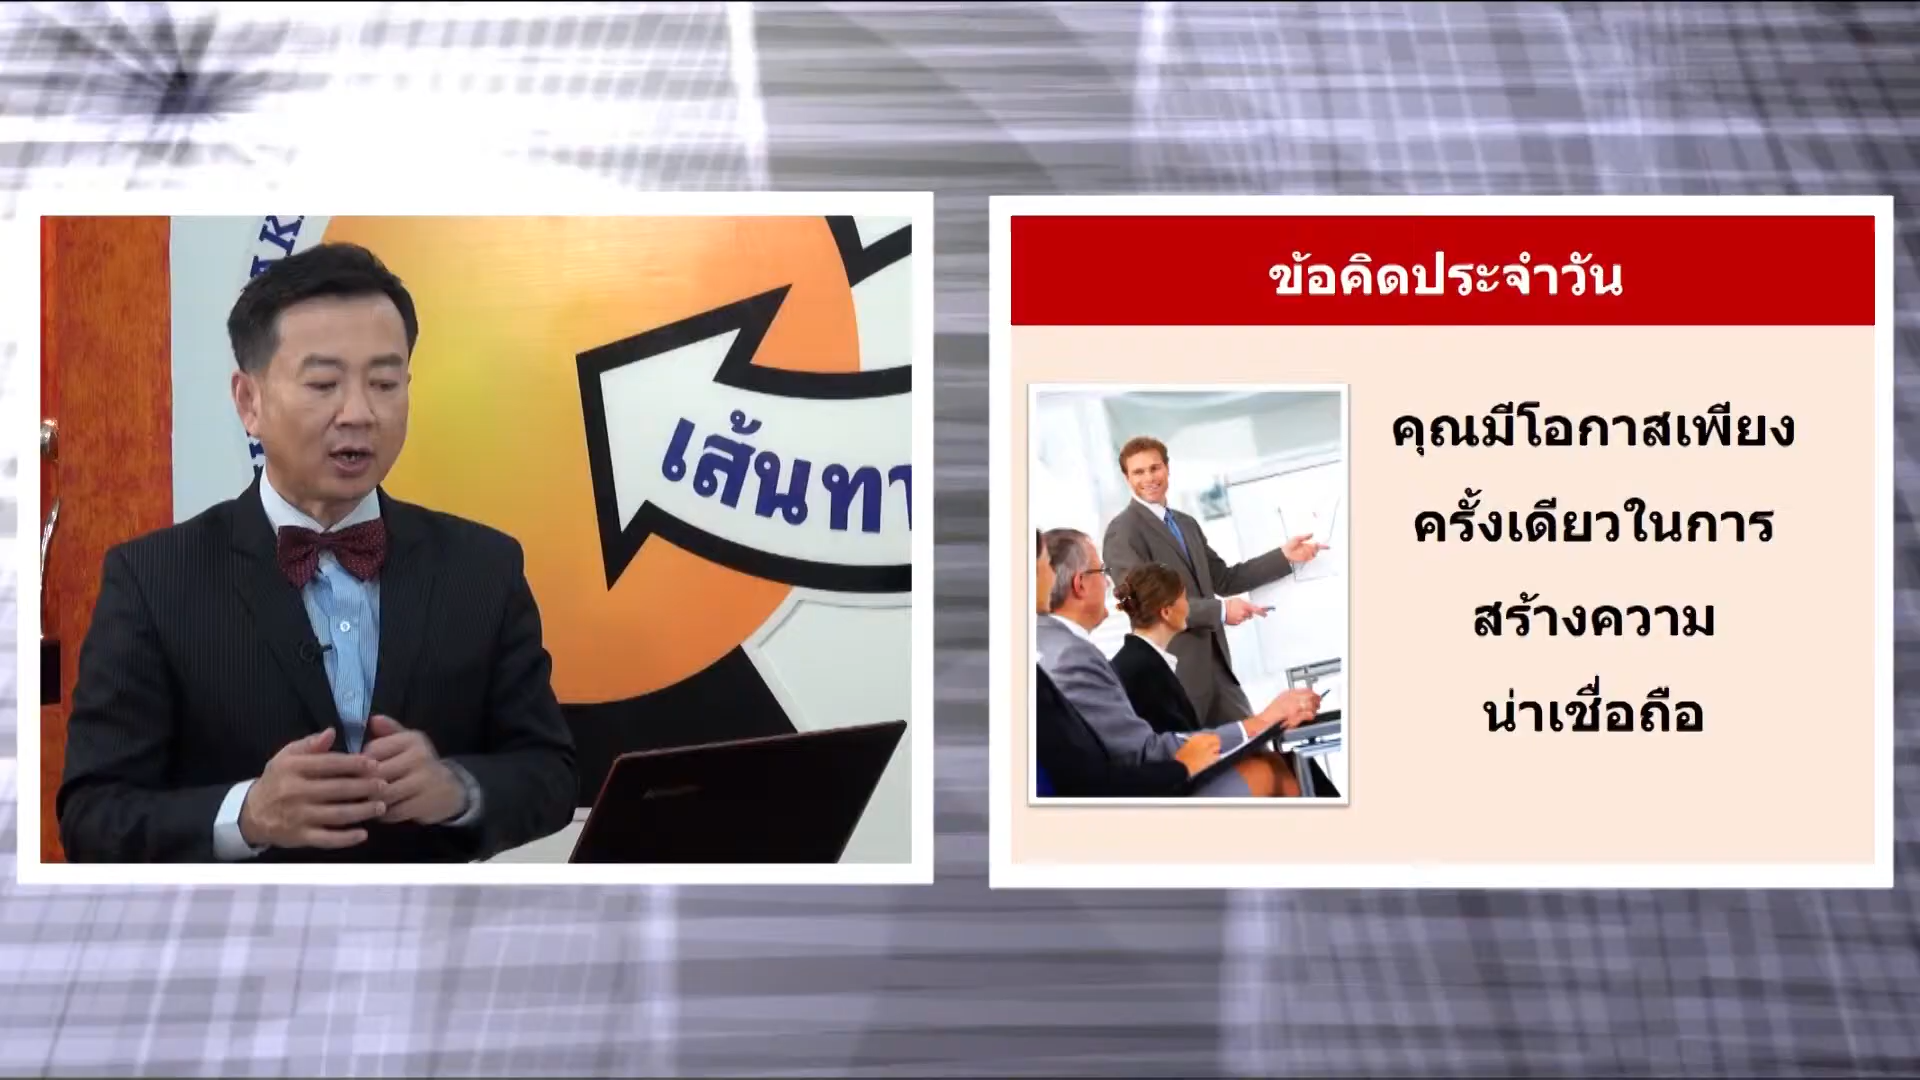 เส้นทา
ข้อคิดประจำวัน
คุณมีโอกาสเพียง
ครั้งเดียวในการ
สร้างความ
น่าเชื่อถือ